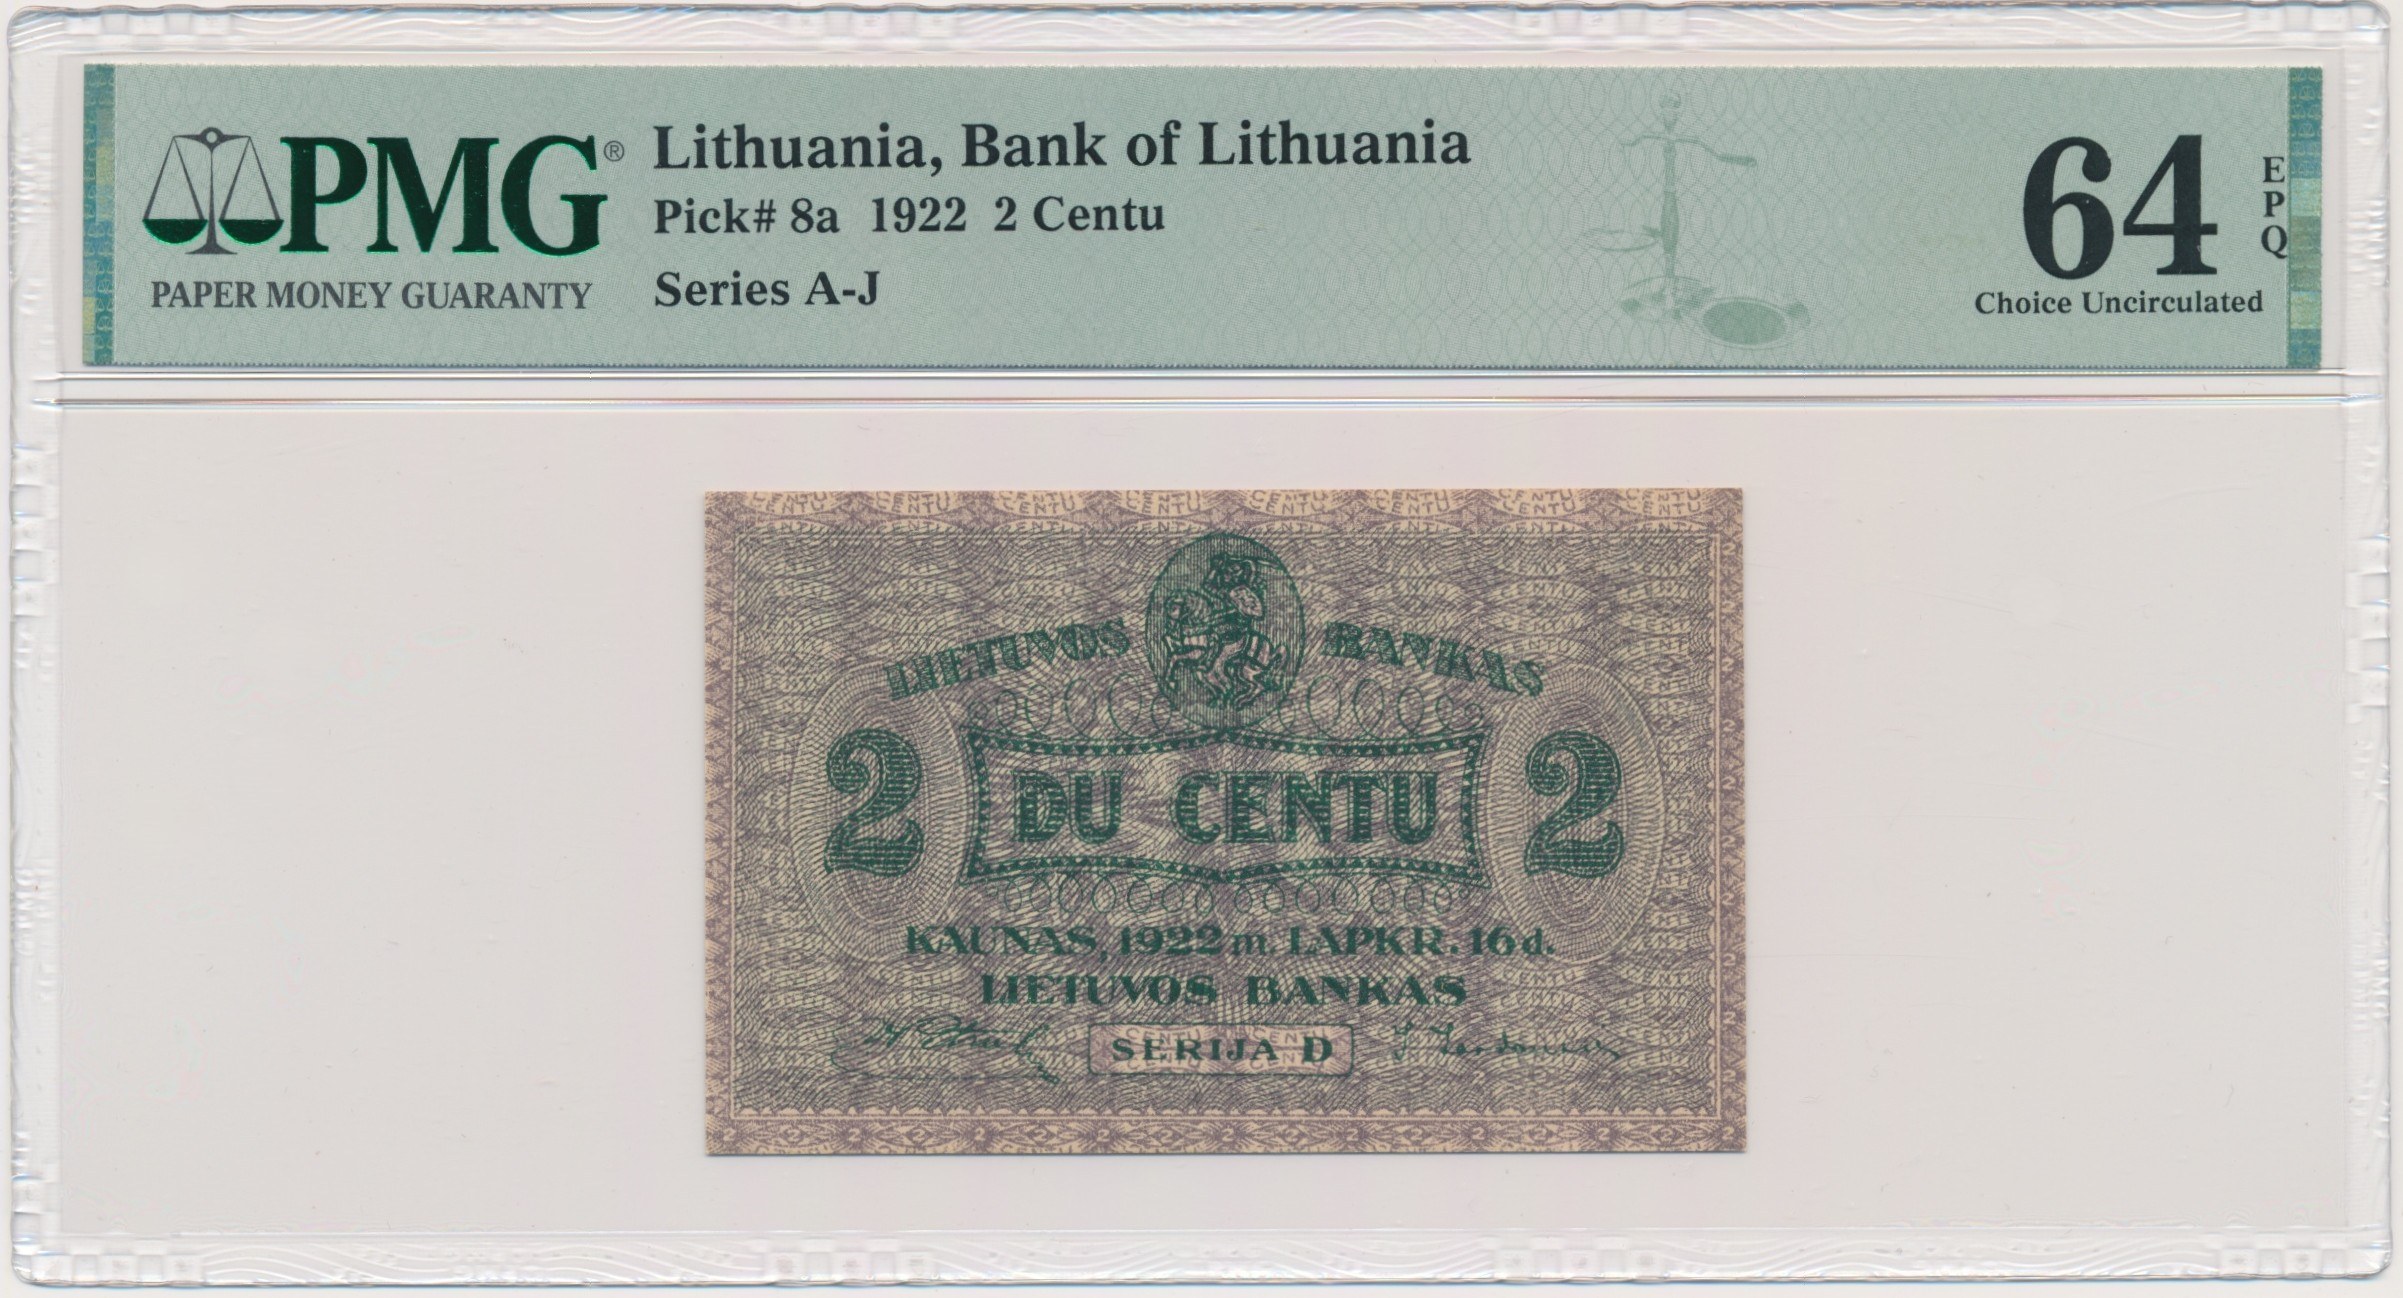 PMG®
PAPER MONEY GUARANTY
Lithuania, Bank of Lithuania
Pick# 8a 1922 2 Centu
Series A-J
64
EPQ
Choice Uncirculated
LIETUVOS BANKAS
2 DU CENTU 2
KAUNAS, 1922 m. LAPKR. 16 d.
LIETUVOS BANKAS
SERIJA D